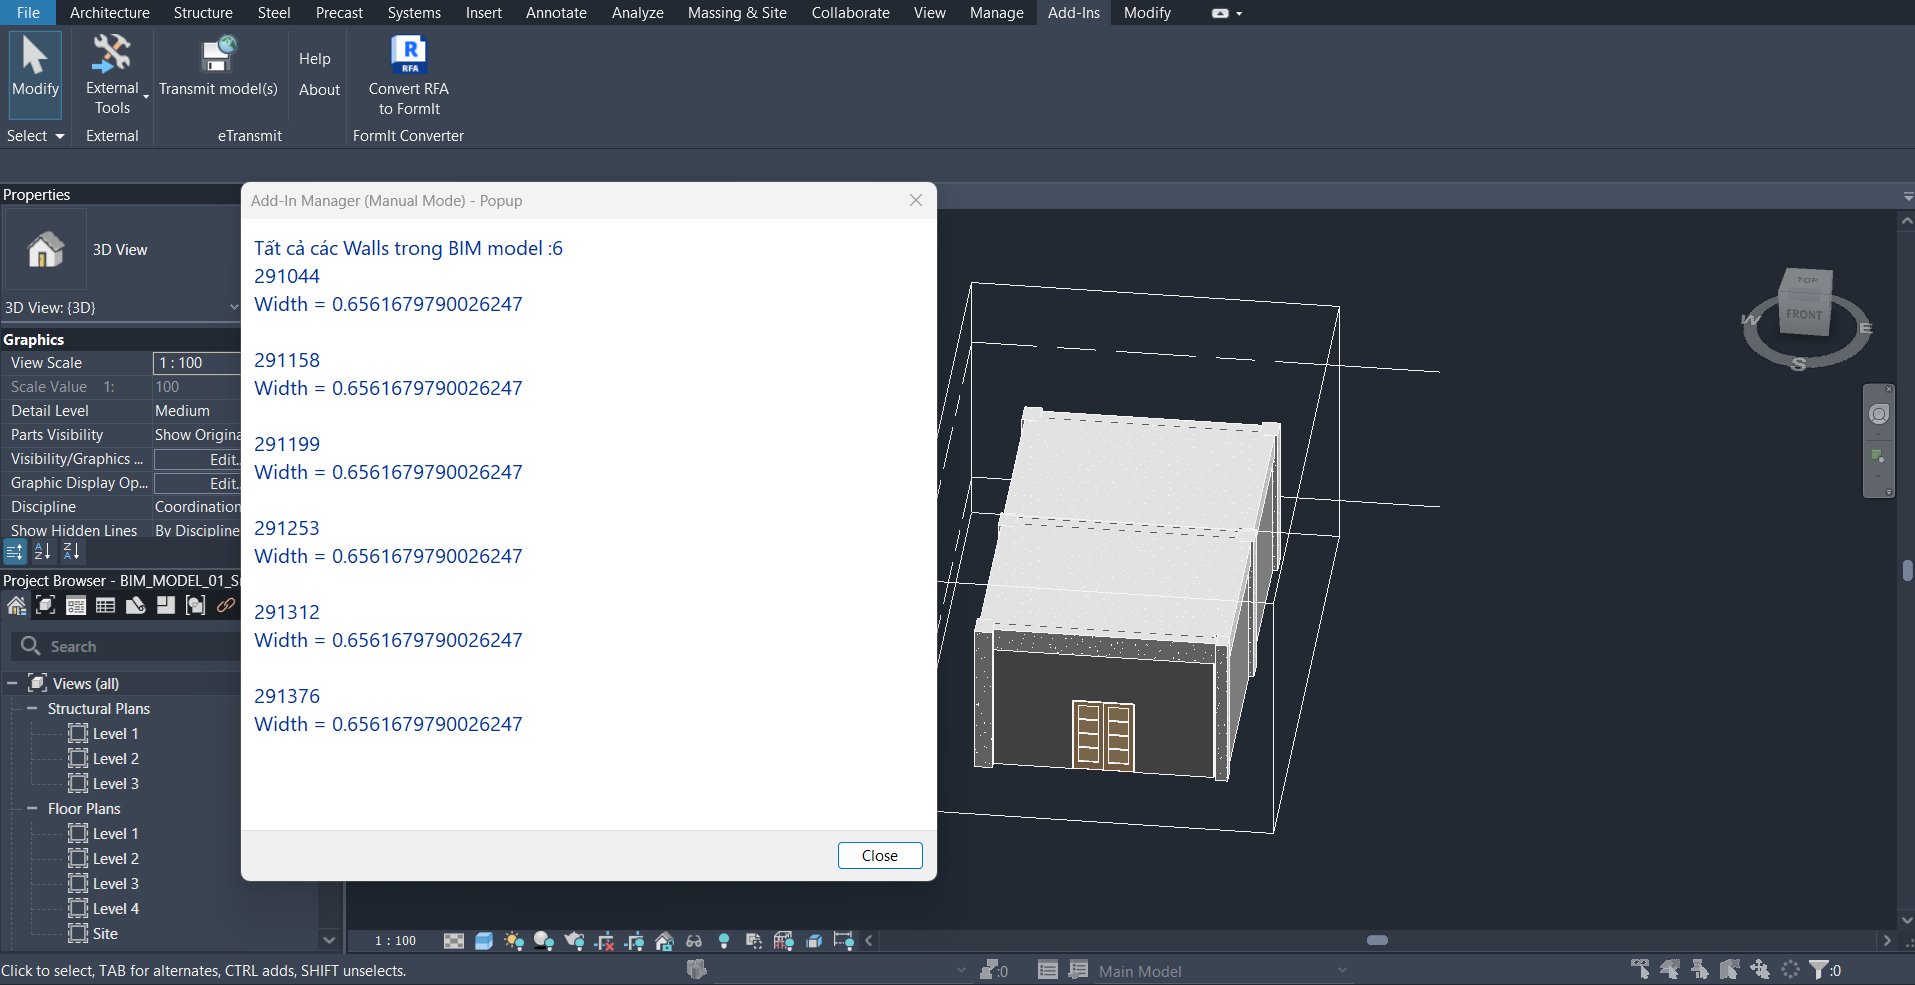 File Architecture Structure Steel Precast Systems Insert Annotate Analyze Massing & Site Collaborate View Manage Add-Ins Modify
Modify
External
Tools
Transmit model(s)
Help
About
Convert RFA
to FormIt
RFA
Select
External
eTransmit
FormIt Converter
Properties
3D View
3D View: {3D}
Graphics
View Scale 1 : 100
Scale Value 1: 100
Detail Level Medium
Parts Visibility Show Origina
Visibility/Graphics ... Edit..
Graphic Display Op... Edit..
Discipline Coordination
Show Hidden Lines By Discipline
Project Browser - BIM_MODEL_01_S
Search
Views (all)
Structural Plans
Level 1
Level 2
Level 3
Floor Plans
Level 1
Level 2
Level 3
Level 4
Site
Add-In Manager (Manual Mode) - Popup
Tất cả các Walls trong BIM model :6
291044
Width = 0.6561679790026247
291158
Width = 0.6561679790026247
291199
Width = 0.6561679790026247
291253
Width = 0.6561679790026247
291312
Width = 0.6561679790026247
291376
Width = 0.6561679790026247
Close
TOP
FRONT
W
E
S
1 : 100
Click to select, TAB for alternates, CTRL adds, SHIFT unselects.
:0
Main Model
:0